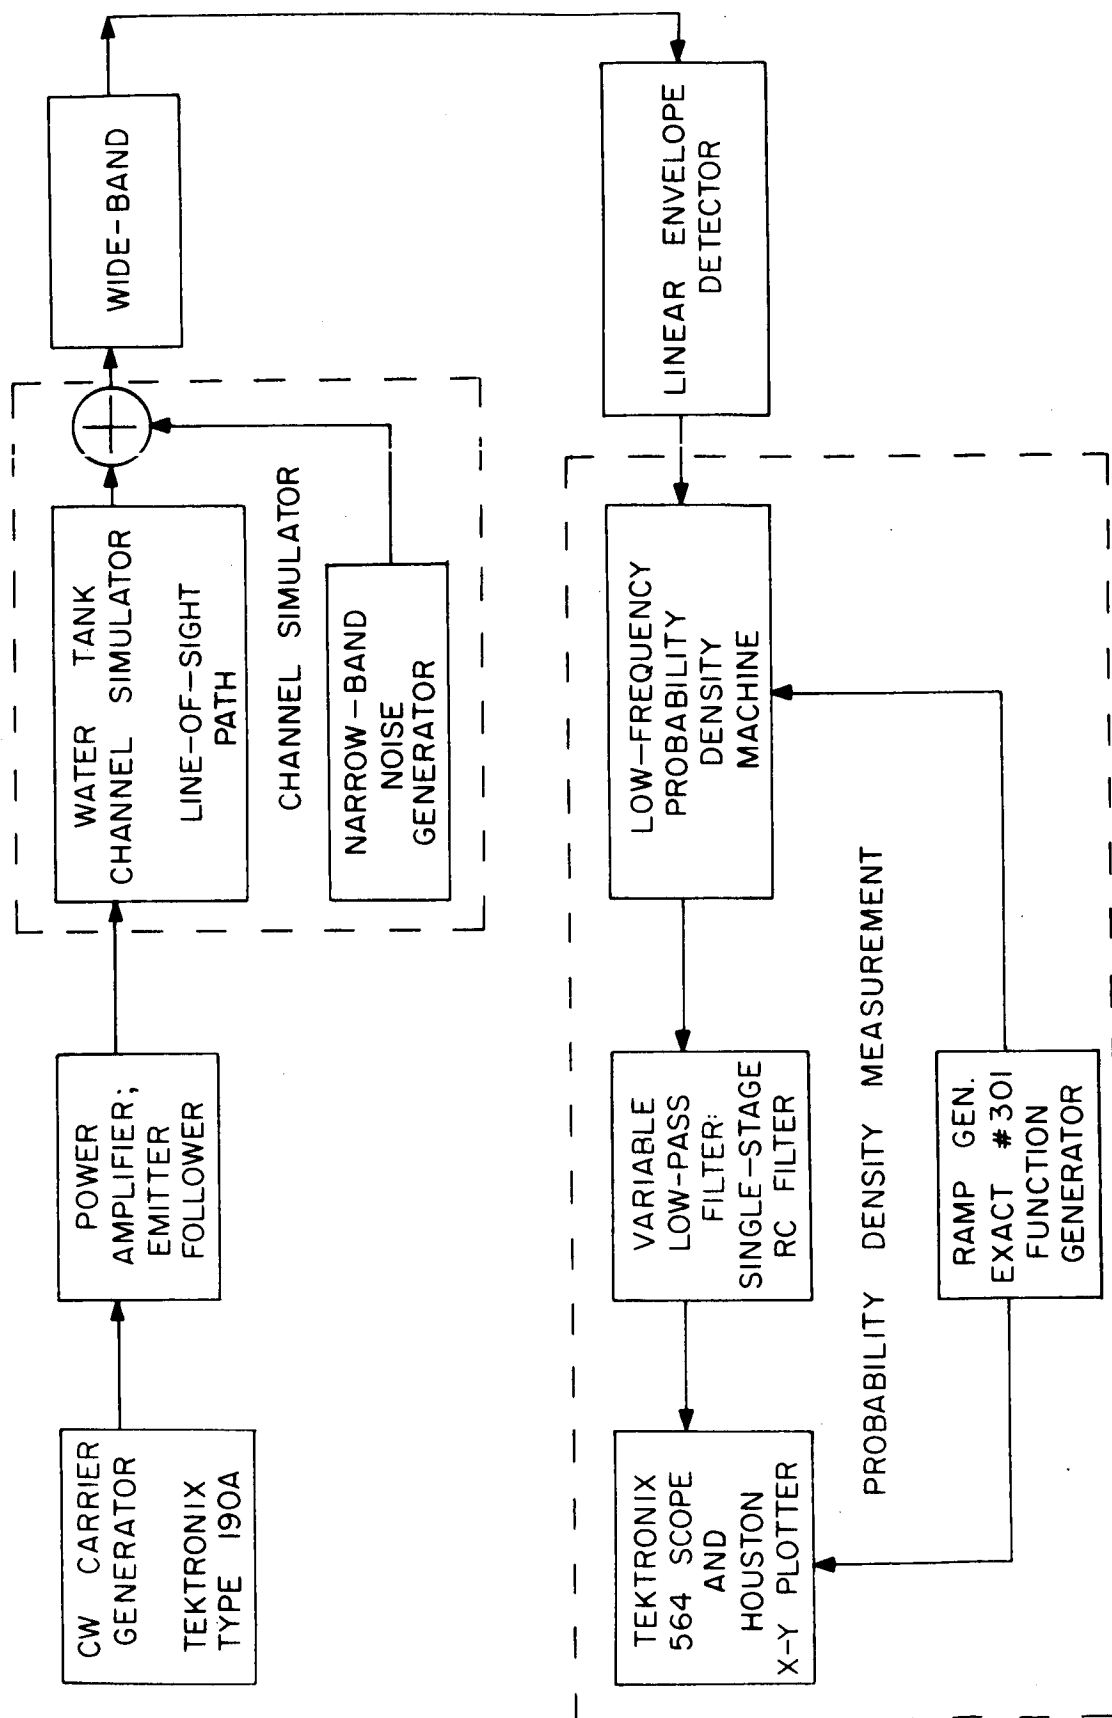 CW CARRIER
GENERATOR
TEKTRONIX
TYPE 190A
POWER
AMPLIFIER;
EMITTER
FOLLOWER
WATER TANK
CHANNEL SIMULATOR
LINE-OF-SIGHT
PATH
CHANNEL SIMULATOR
NARROW-BAND
NOISE
GENERATOR
WIDE-BAND
LINEAR ENVELOPE
DETECTOR
LOW-FREQUENCY
PROBABILITY
DENSITY
MACHINE
VARIABLE
LOW-PASS
FILTER:
SINGLE-STAGE
RC FILTER
TEKTRONIX
564 SCOPE
AND
HOUSTON
X-Y PLOTTER
PROBABILITY DENSITY MEASUREMENT
RAMP GEN.
EXACT #301
FUNCTION
GENERATOR